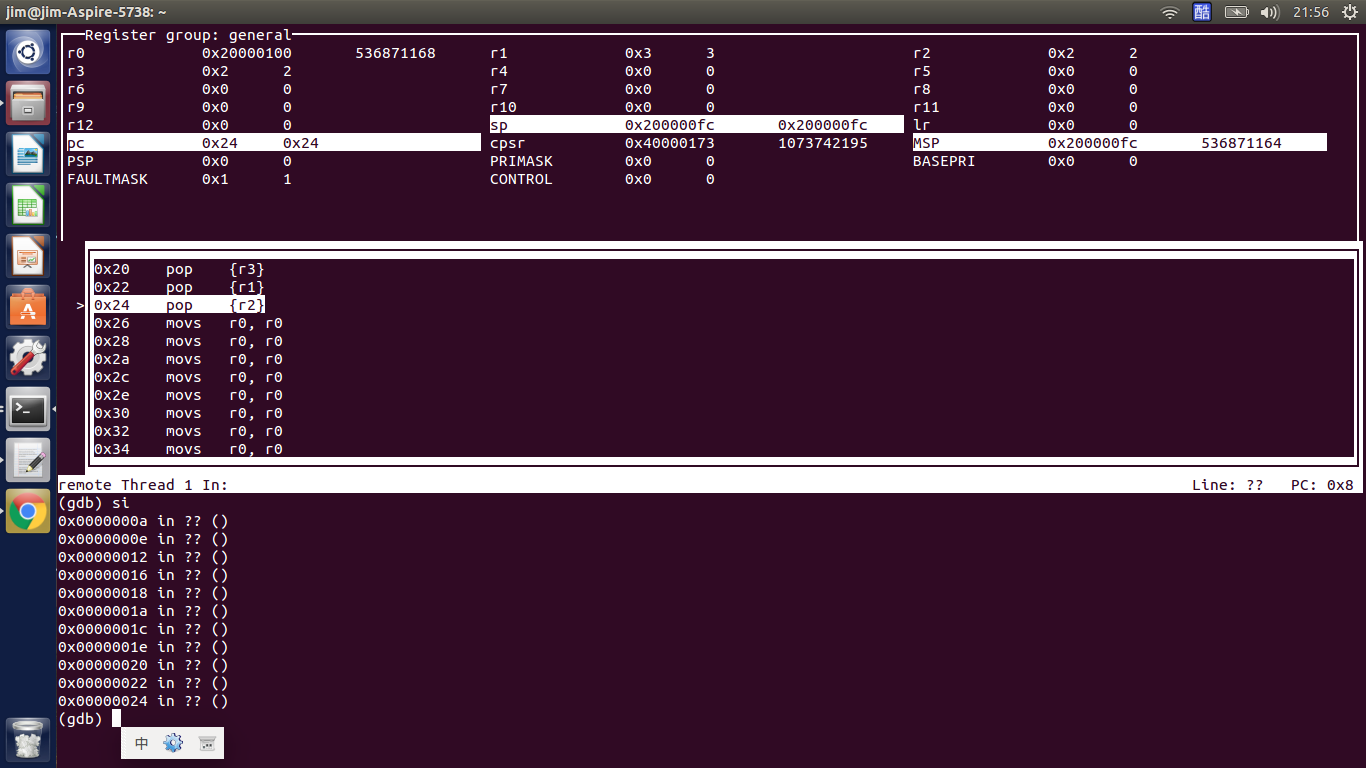 jim@jim-Aspire-5738: ~ 酷 21:56
Register group: general
r0 0x20000100 536871168 r1 0x3 3 r2 0x2 2
r3 0x2 2 r4 0x0 0 r5 0x0 0
r6 0x0 0 r7 0x0 0 r8 0x0 0
r9 0x0 0 r10 0x0 0 r11 0x0 0
r12 0x0 0 sp 0x200000fc 0x200000fc lr 0x0 0
pc 0x24 0x24 cpsr 0x40000173 1073742195 MSP 0x200000fc 536871164
PSP 0x0 0 PRIMASK 0x0 0 BASEPRI 0x0 0
FAULTMASK 0x1 1 CONTROL 0x0 0
0x20 pop {r3}
0x22 pop {r1}
> 0x24 pop {r2}
0x26 movs r0, r0
0x28 movs r0, r0
0x2a movs r0, r0
0x2c movs r0, r0
0x2e movs r0, r0
0x30 movs r0, r0
0x32 movs r0, r0
0x34 movs r0, r0
remote Thread 1 In: Line: ?? PC: 0x8
(gdb) si
0x0000000a in ?? ()
0x0000000e in ?? ()
0x00000012 in ?? ()
0x00000016 in ?? ()
0x00000018 in ?? ()
0x0000001a in ?? ()
0x0000001c in ?? ()
0x0000001e in ?? ()
0x00000020 in ?? ()
0x00000022 in ?? ()
0x00000024 in ?? ()
(gdb)
中